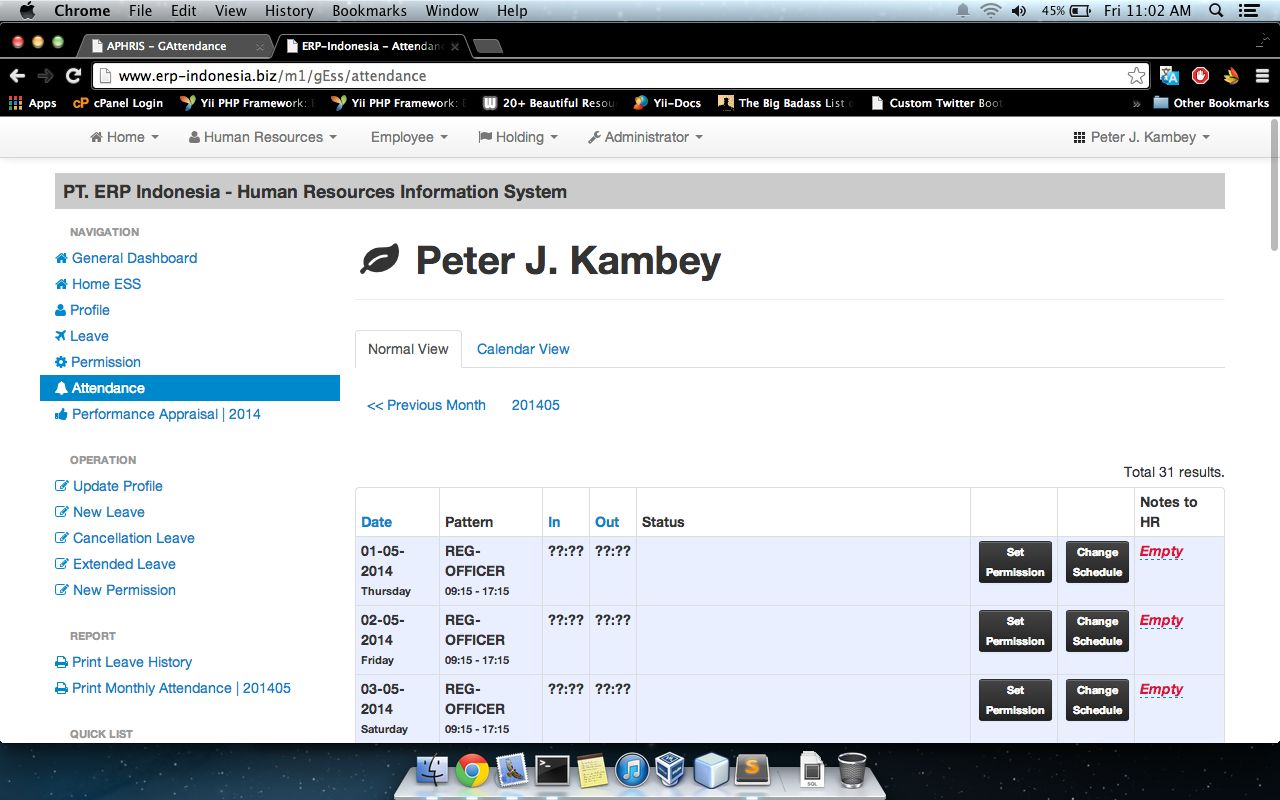 Chrome File Edit View History Bookmarks Window Help 45% Fri 11:02 AM
APHRIS – GAttendance ERP-Indonesia – Attendan
www.erp-indonesia.biz/m1/gEss/attendance
Apps cP cPanel Login Yii PHP Framework: Yii PHP Framework: W 20+ Beautiful Resou Yii-Docs The Big Badass List o Custom Twitter Boot » Other Bookmarks
Home Human Resources Employee Holding Administrator Peter J. Kambey
PT. ERP Indonesia - Human Resources Information System
NAVIGATION
General Dashboard
Home ESS
Profile
Leave
Permission
Attendance
Performance Appraisal | 2014
OPERATION
Update Profile
New Leave
Cancellation Leave
Extended Leave
New Permission
REPORT
Print Leave History
Print Monthly Attendance | 201405
QUICK LIST
Peter J. Kambey
Normal View Calendar View
<< Previous Month 201405
Total 31 results.
Date Pattern In Out Status Notes to
HR
01-05- REG- ??:?? ??:?? Set Change Empty
2014 OFFICER Permission Schedule
Thursday 09:15 - 17:15
02-05- REG- ??:?? ??:?? Set Change Empty
2014 OFFICER Permission Schedule
Friday 09:15 - 17:15
03-05- REG- ??:?? ??:?? Set Change Empty
2014 OFFICER Permission Schedule
Saturday 09:15 - 17:15
S SQL